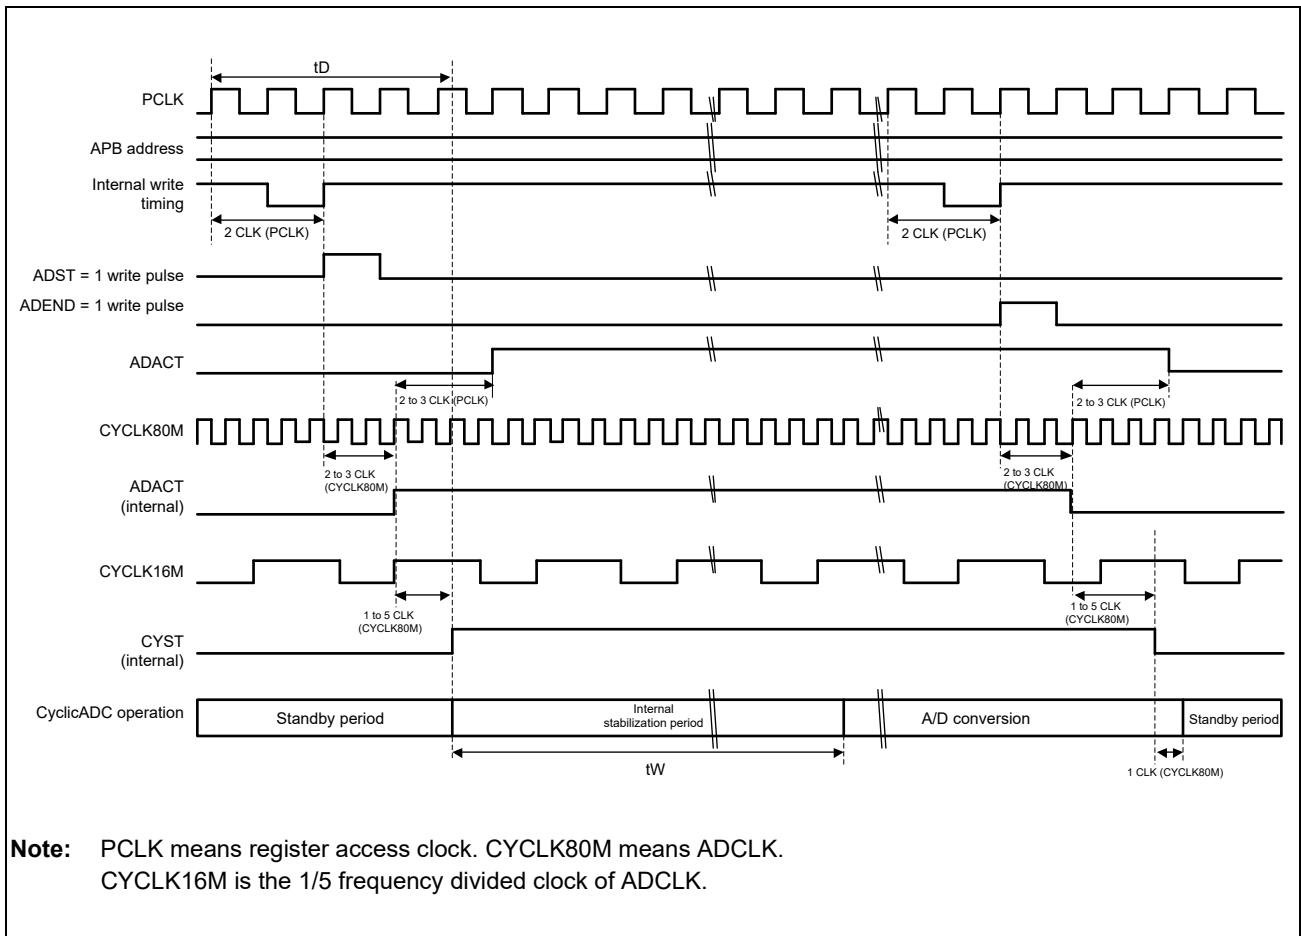 tD
PCLK
APB address
Internal write
timing
2 CLK (PCLK)
2 CLK (PCLK)
ADST = 1 write pulse
ADEND = 1 write pulse
ADACT
2 to 3 CLK (PCLK)
2 to 3 CLK (PCLK)
CYCLK80M
2 to 3 CLK
(CYCLK80M)
2 to 3 CLK
(CYCLK80M)
ADACT
(internal)
CYCLK16M
1 to 5 CLK
(CYCLK80M)
1 to 5 CLK
(CYCLK80M)
CYST
(internal)
CyclicADC operation
Standby period
Internal
stabilization period
A/D conversion
Standby period
tW
1 CLK (CYCLK80M)
Note: PCLK means register access clock. CYCLK80M means ADCLK.
CYCLK16M is the 1/5 frequency divided clock of ADCLK.